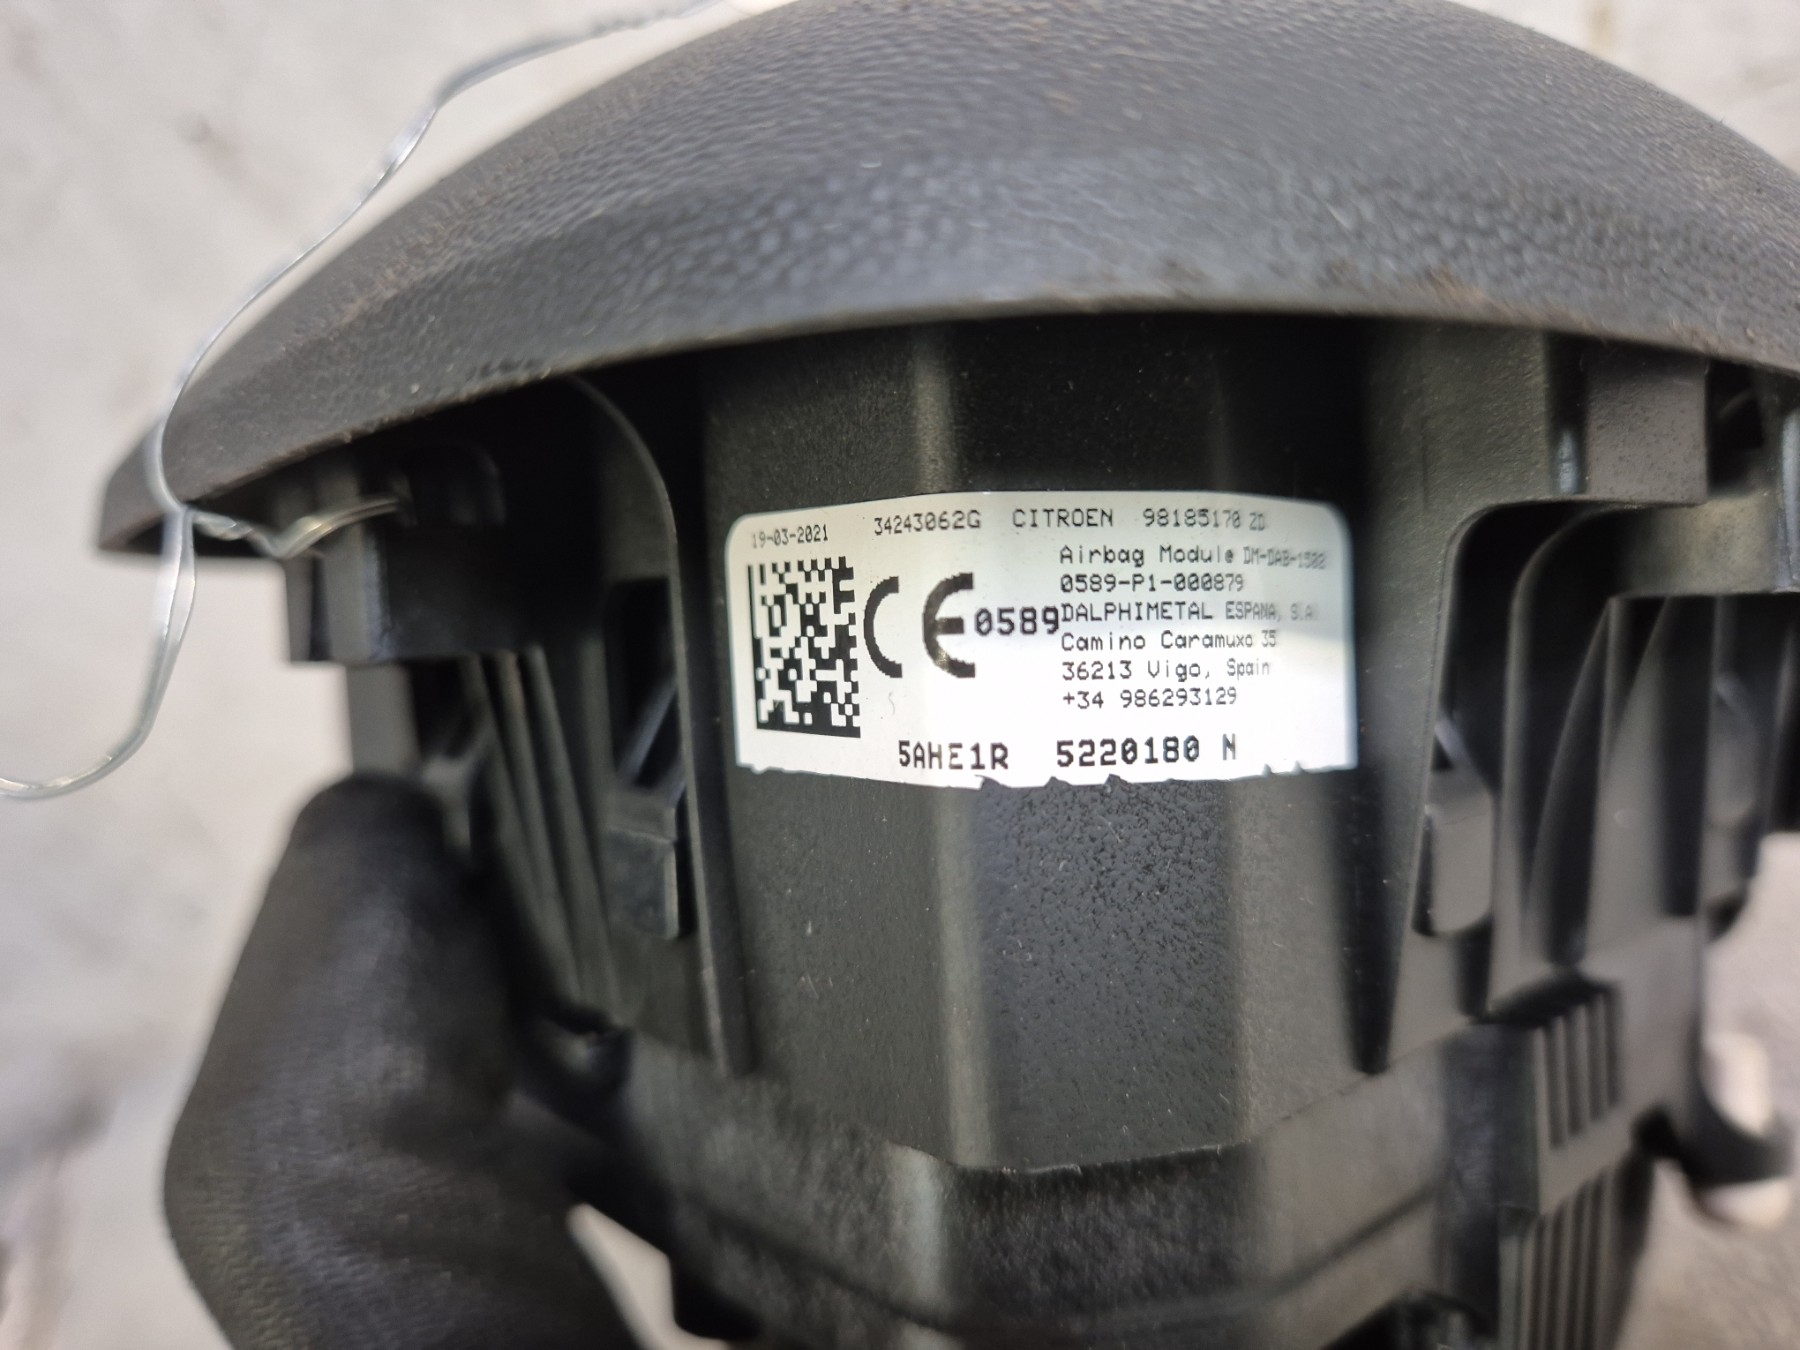 19-03-2021 34243062G CITROEN 98185170 ZD
Airbag Module DM-DAB-1500
0589-P1-000879
CE 0589 DALPHIMETAL ESPANA, S.A
Camino Caramuxo 35
36213 Vigo, Spain
+34 986293129
5AHE1R 5220180 N